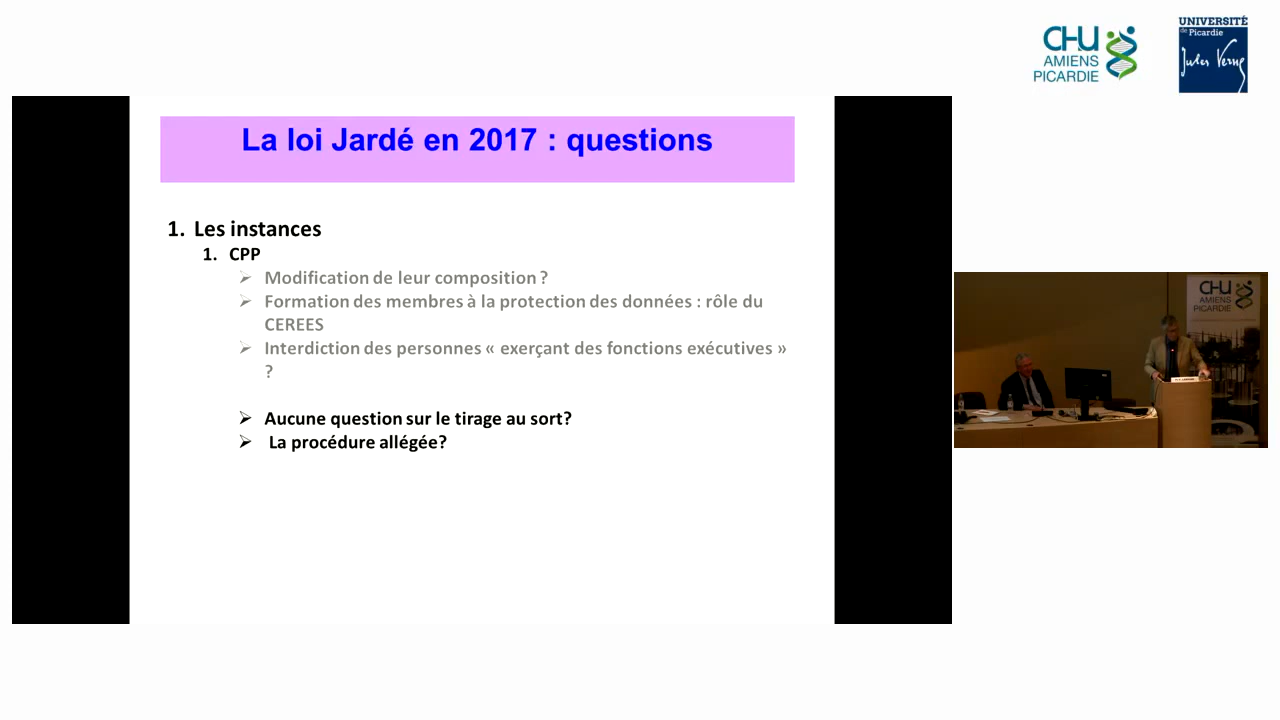 CHU
AMIENS
PICARDIE
UNIVERSITÉ
de Picardie
Jules Verne
La loi Jardé en 2017 : questions
1. Les instances
1. CPP
➢ Modification de leur composition ?
➢ Formation des membres à la protection des données : rôle du
CEREES
➢ Interdiction des personnes « exerçant des fonctions exécutives »
?
➢ Aucune question sur le tirage au sort?
➢ La procédure allégée?
CHU
AMIENS
PICARDIE